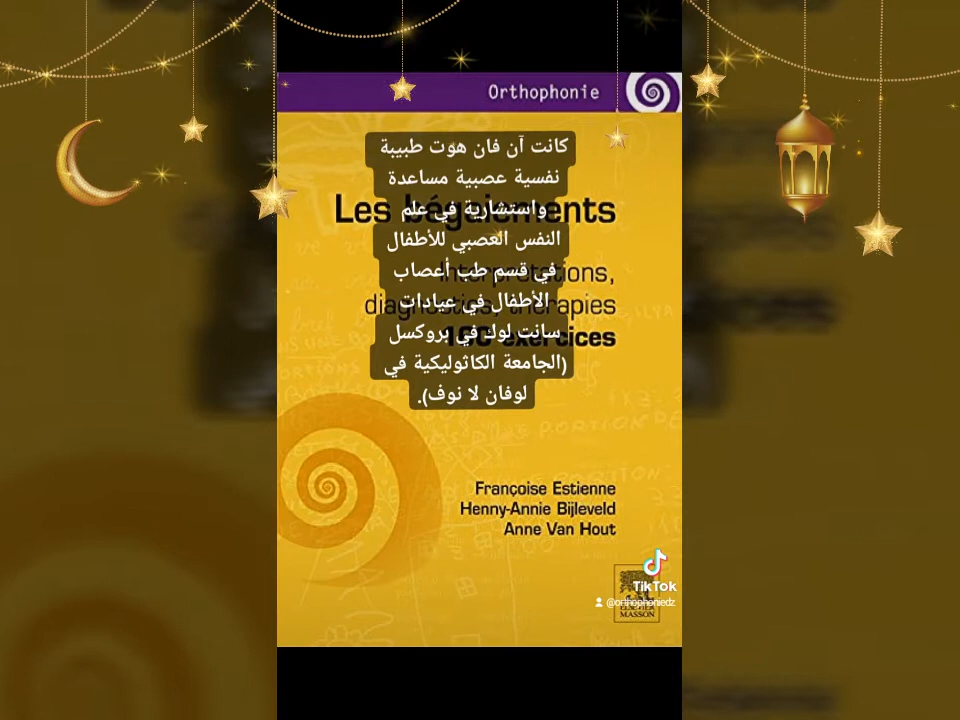 Orthophonie
كانت آن فان هوت طبيبة
نفسية عصبية مساعدة
واستشارية في علم
النفس العصبي للأطفال
في قسم طب أعصاب
الأطفال في عيادات
سانت لوك في بروكسل
(الجامعة الكاثوليكية في
لوفان لا نوف).
Les bégaiements
Interpretations,
diagnostics, thérapies
exercices
Françoise Estienne
Henny-Annie Bijleveld
Anne Van Hout
TikTok
@orthophoniedz
MASSON